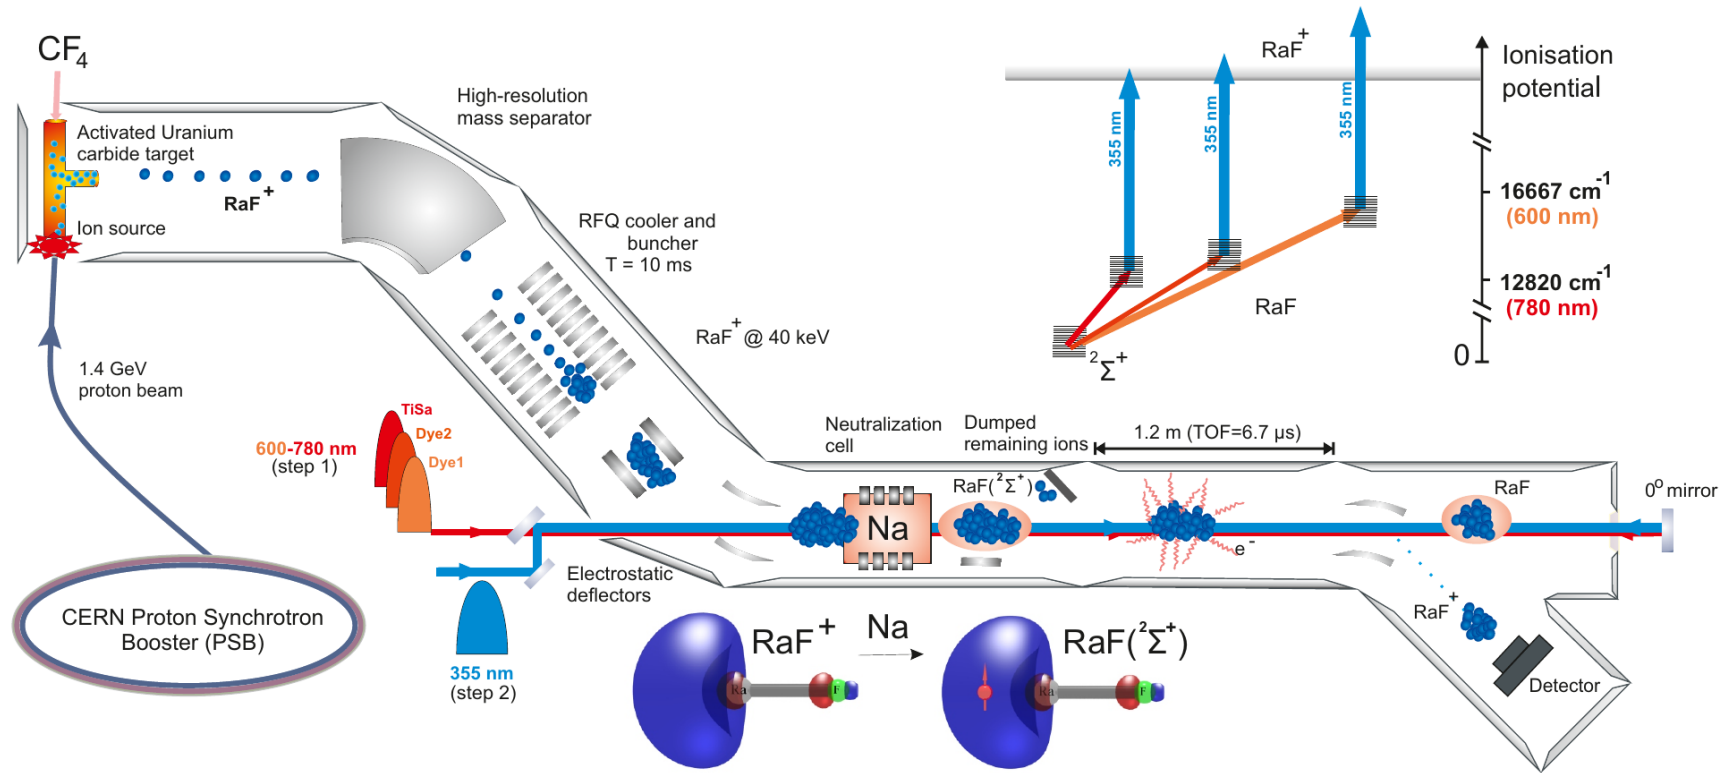 CF4
Activated Uranium
carbide target
RaF+
Ion source
1.4 GeV
proton beam
CERN Proton Synchrotron
Booster (PSB)
High-resolution
mass separator
RFQ cooler and
buncher
T = 10 ms
RaF+ @ 40 keV
TiSa
Dye2
Dye1
600-780 nm
(step 1)
355 nm
(step 2)
Electrostatic
deflectors
Neutralization
cell
Na
Dumped
remaining ions
RaF(²Σ⁺)
1.2 m (TOF=6.7 µs)
e-
RaF
0° mirror
RaF+
Detector
RaF+
Na
RaF(²Σ⁺)
Ra
F
Ra
F
RaF+
355 nm
355 nm
355 nm
RaF
²Σ⁺
Ionisation
potential
16667 cm-1
(600 nm)
12820 cm-1
(780 nm)
0